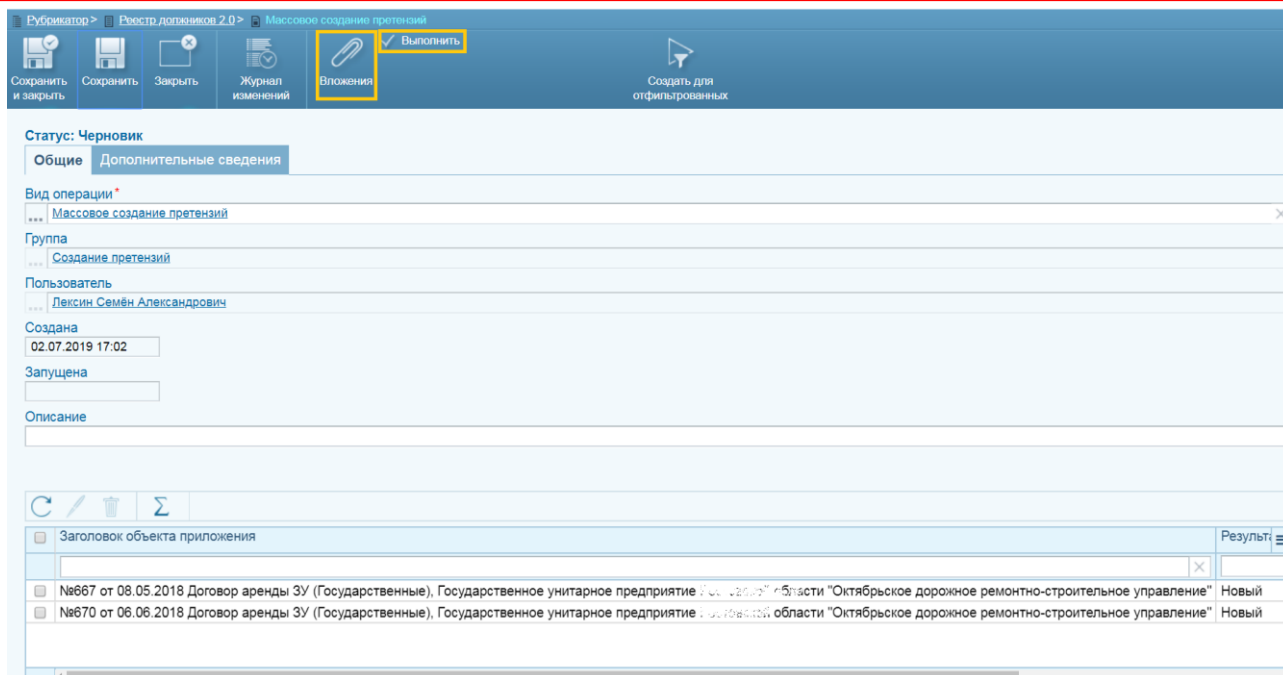 Рубрикатор > Реестр должников 2.0 > Массовое создание претензий
Сохранить и закрыть
Сохранить
Закрыть
Журнал изменений
Вложения
Выполнить
Создать для отфильтрованных
Статус: Черновик
Общие Дополнительные сведения
Вид операции*
... Массовое создание претензий
Группа
... Создание претензий
Пользователь
... Лексин Семён Александрович
Создана
02.07.2019 17:02
Запущена
Описание
Заголовок объекта приложения Результ
№667 от 08.05.2018 Договор аренды ЗУ (Государственные), Государственное унитарное предприятие области "Октябрьское дорожное ремонтно-строительное управление" Новый
№670 от 06.06.2018 Договор аренды ЗУ (Государственные), Государственное унитарное предприятие области "Октябрьское дорожное ремонтно-строительное управление" Новый